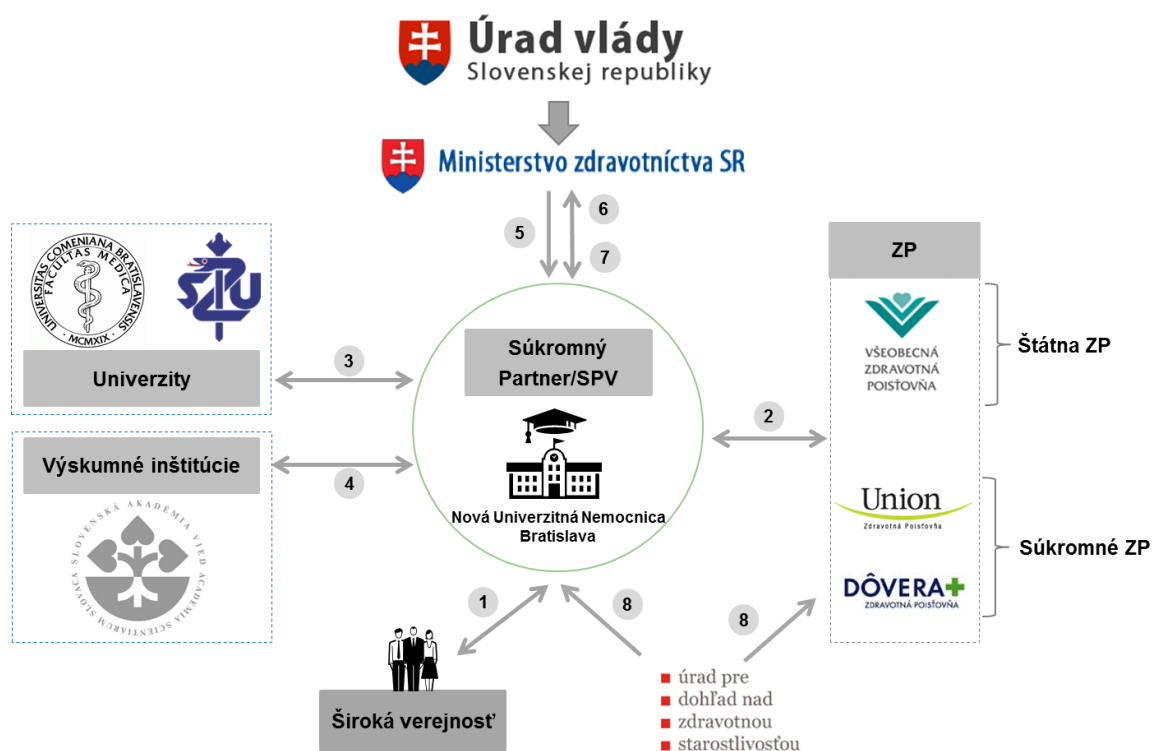 Úrad vlády
Slovenskej republiky
Ministerstvo zdravotníctva SR
5
6
7
UNIVERSITAS COMENIANA BRATISLAVENSIS
FACULTAS MEDICA
· MCMXIX ·
SZU
Univerzity
3
Výskumné inštitúcie
4
SLOVENSKÁ AKADÉMIA VIED ACADEMIA SCIENTIARUM SLOVACA
Súkromný
Partner/SPV
Nová Univerzitná Nemocnica
Bratislava
2
ZP
VŠEOBECNÁ
ZDRAVOTNÁ
POISŤOVŇA
Štátna ZP
Union
Zdravotná Poisťovňa
DÔVERA
ZDRAVOTNÁ POISŤOVŇA
Súkromné ZP
1
8
8
Široká verejnosť
úrad pre
dohľad nad
zdravotnou
starostlivosťou